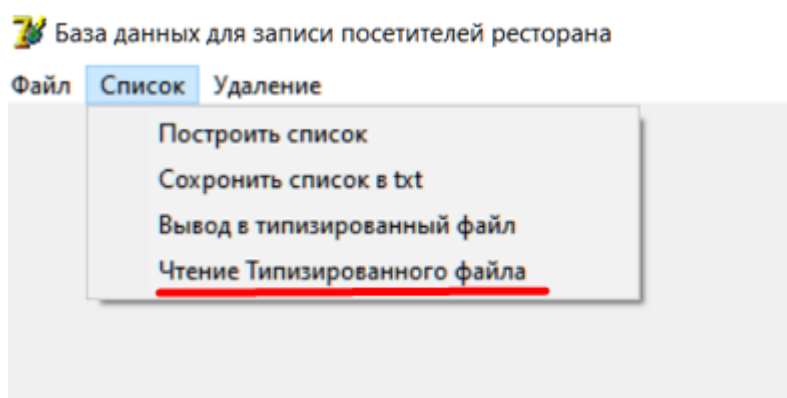 База данных для записи посетителей ресторана
Файл Список Удаление
Построить список
Сохронить список в txt
Вывод в типизированный файл
Чтение Типизированного файла